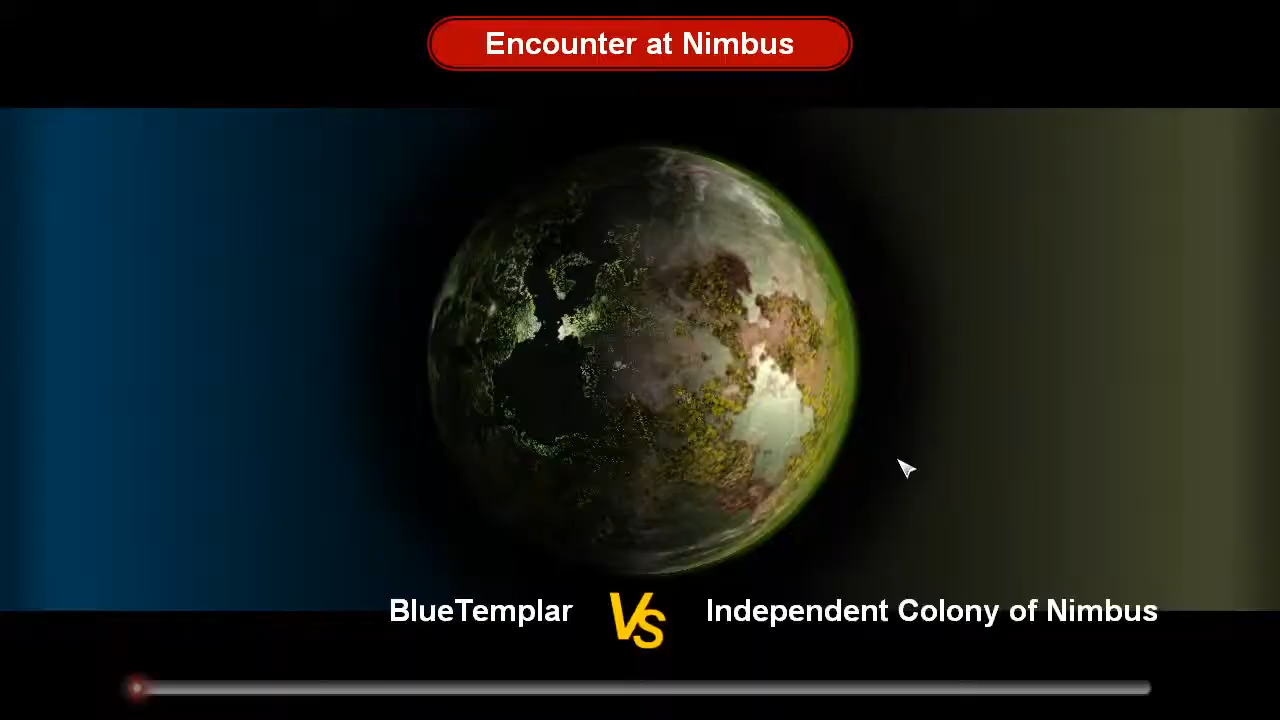 Encounter at Nimbus
BlueTemplar VS Independent Colony of Nimbus